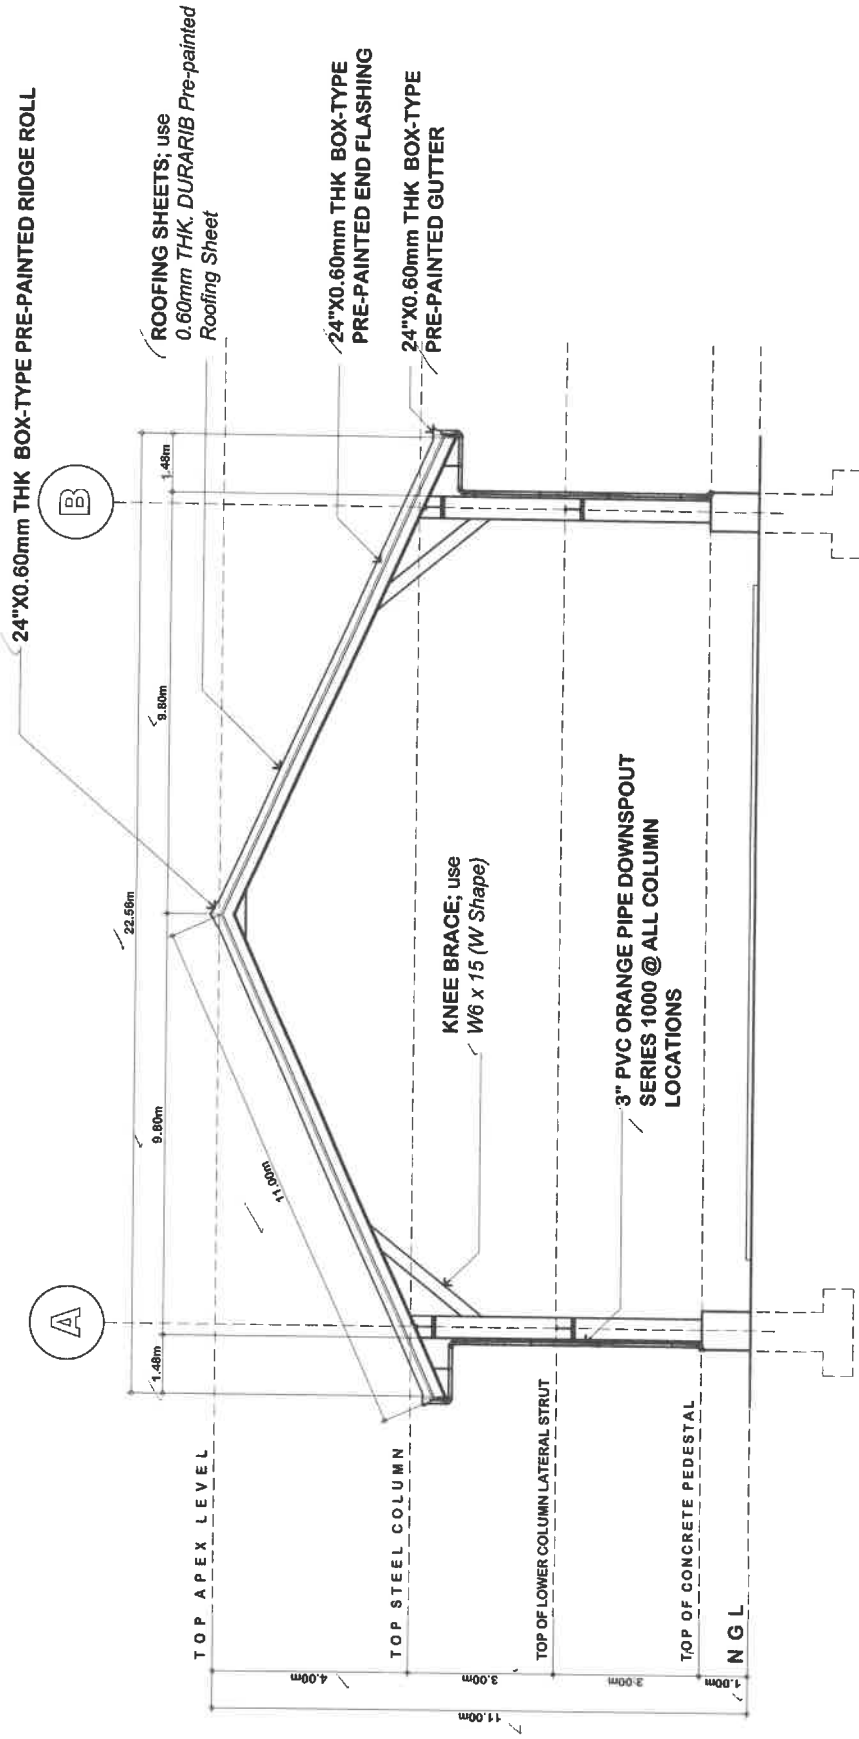 24"X0.60mm THK BOX-TYPE PRE-PAINTED RIDGE ROLL
ROOFING SHEETS; use
0.60mm THK. DURARIB Pre-painted
Roofing Sheet
24"X0.60mm THK BOX-TYPE
PRE-PAINTED END FLASHING
24"X0.60mm THK BOX-TYPE
PRE-PAINTED GUTTER
A
B
22.56m
1.48m
9.80m
9.80m
1.48m
11.00m
KNEE BRACE; use
W6 x 15 (W Shape)
3" PVC ORANGE PIPE DOWNSPOUT
SERIES 1000 @ ALL COLUMN
LOCATIONS
TOP APEX LEVEL
TOP STEEL COLUMN
TOP OF LOWER COLUMN LATERAL STRUT
TOP OF CONCRETE PEDESTAL
NGL
4.00m
3.00m
3.00m
1.00m
11.00m